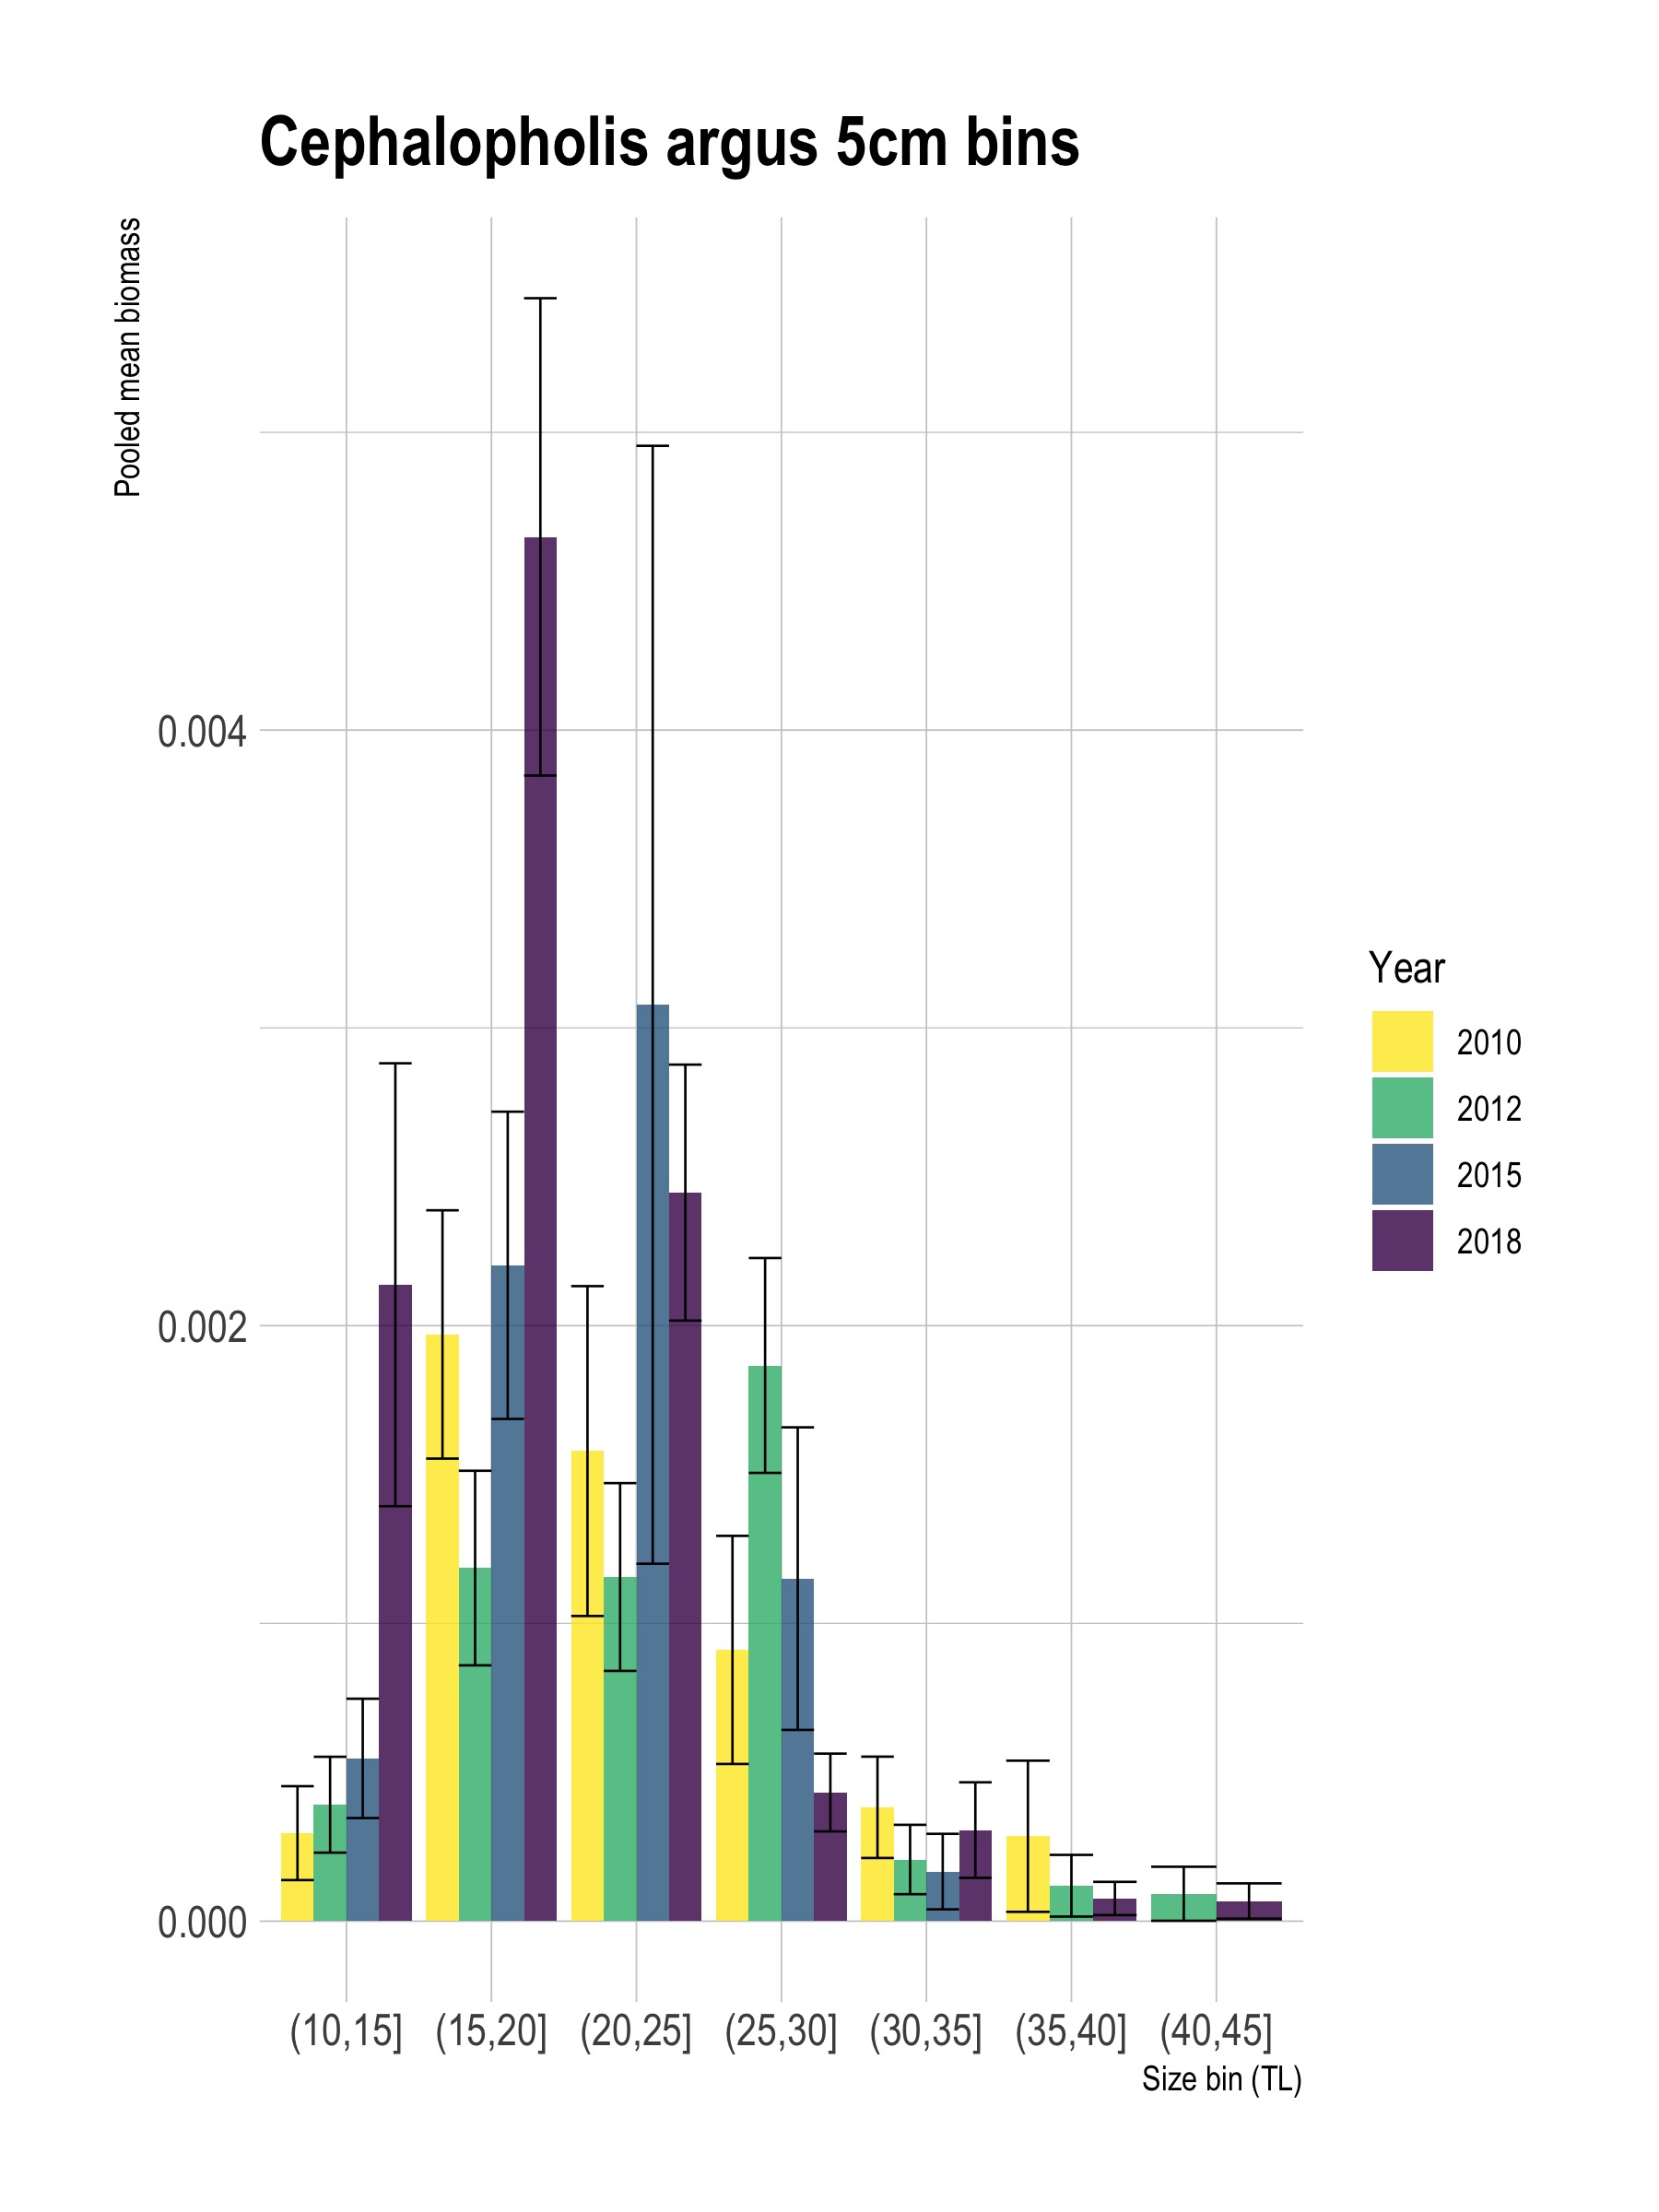 Cephalopholis argus 5cm bins
Pooled mean biomass
0.004
0.002
0.000
(10,15] (15,20] (20,25] (25,30] (30,35] (35,40] (40,45]
Size bin (TL)
Year
2010
2012
2015
2018